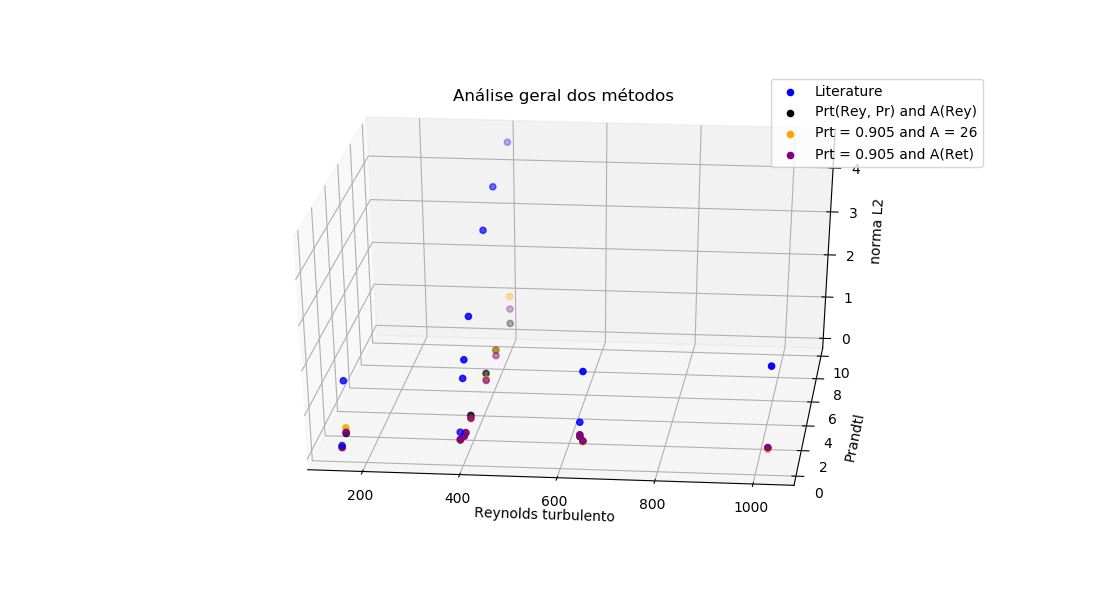 Análise geral dos métodos
Literature
Prt(Rey, Pr) and A(Rey)
Prt = 0.905 and A = 26
Prt = 0.905 and A(Ret)
4
3
2
1
0
norma L2
10
8
6
4
2
0
Prandtl
200
400
600
800
1000
Reynolds turbulento